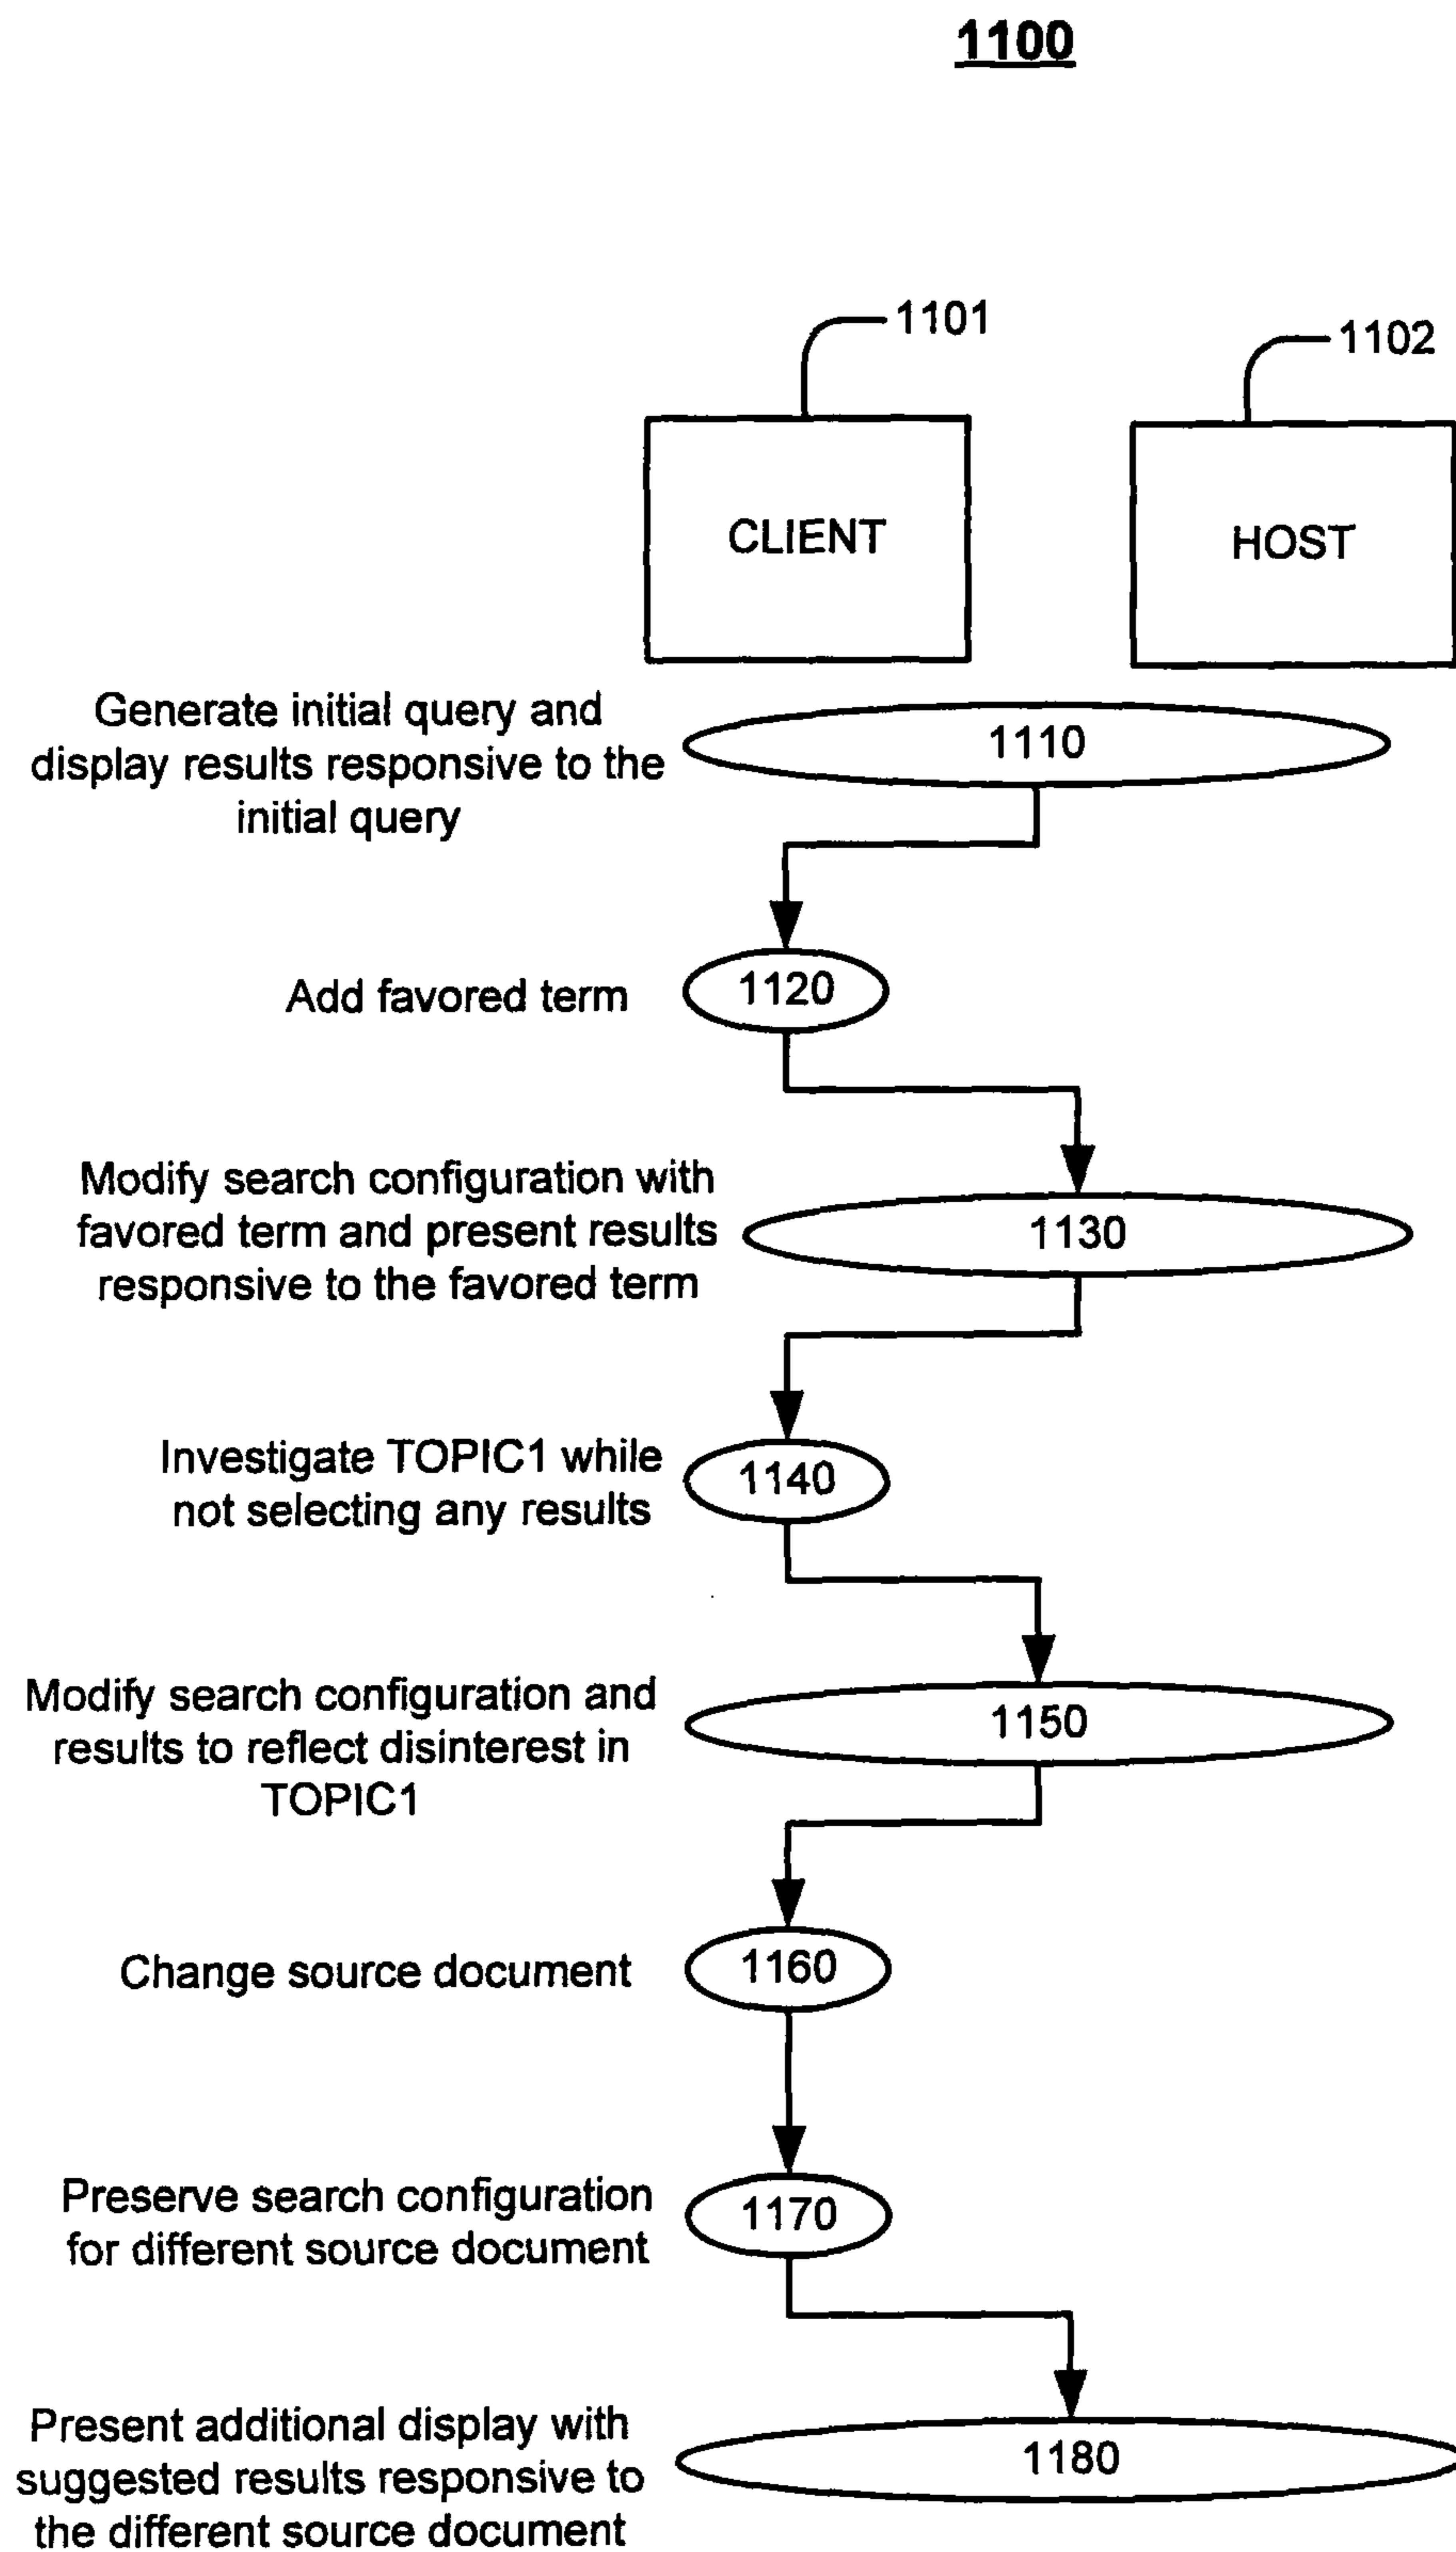 1100
1101
1102
CLIENT
HOST
Generate initial query and
display results responsive to the
initial query
1110
Add favored term
1120
Modify search configuration with
favored term and present results
responsive to the favored term
1130
Investigate TOPIC1 while
not selecting any results
1140
Modify search configuration and
results to reflect disinterest in
TOPIC1
1150
Change source document
1160
Preserve search configuration
for different source document
1170
Present additional display with
suggested results responsive to
the different source document
1180